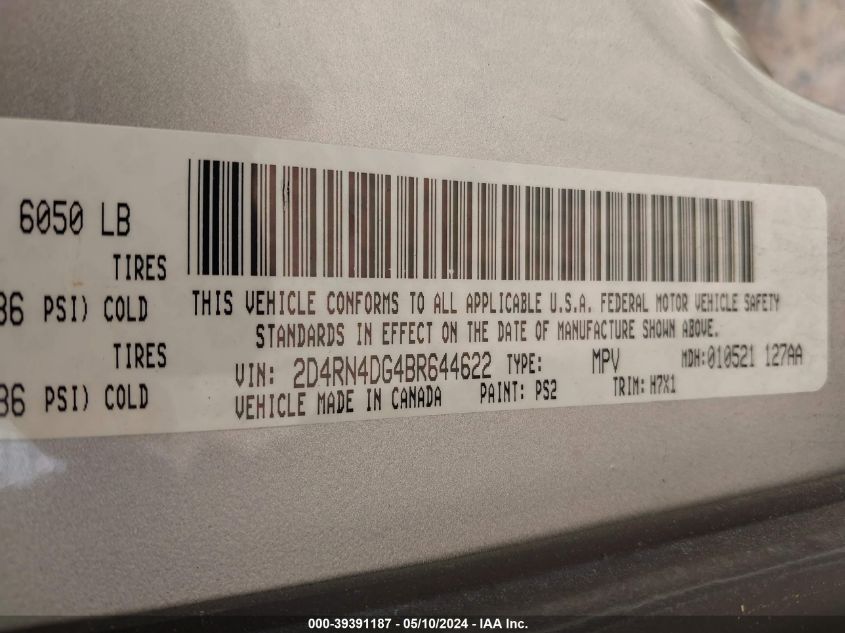 6050 LB
TIRES
36 PSI) COLD
TIRES
36 PSI) COLD
THIS VEHICLE CONFORMS TO ALL APPLICABLE U.S.A. FEDERAL MOTOR VEHICLE SAFETY
STANDARDS IN EFFECT ON THE DATE OF MANUFACTURE SHOWN ABOVE.
VIN: 2D4RN4DG4BR644622 TYPE: MPV MDH:010521 127AA
VEHICLE MADE IN CANADA PAINT: PS2 TRIM: H7X1
000-39391187 - 05/10/2024 - IAA Inc.